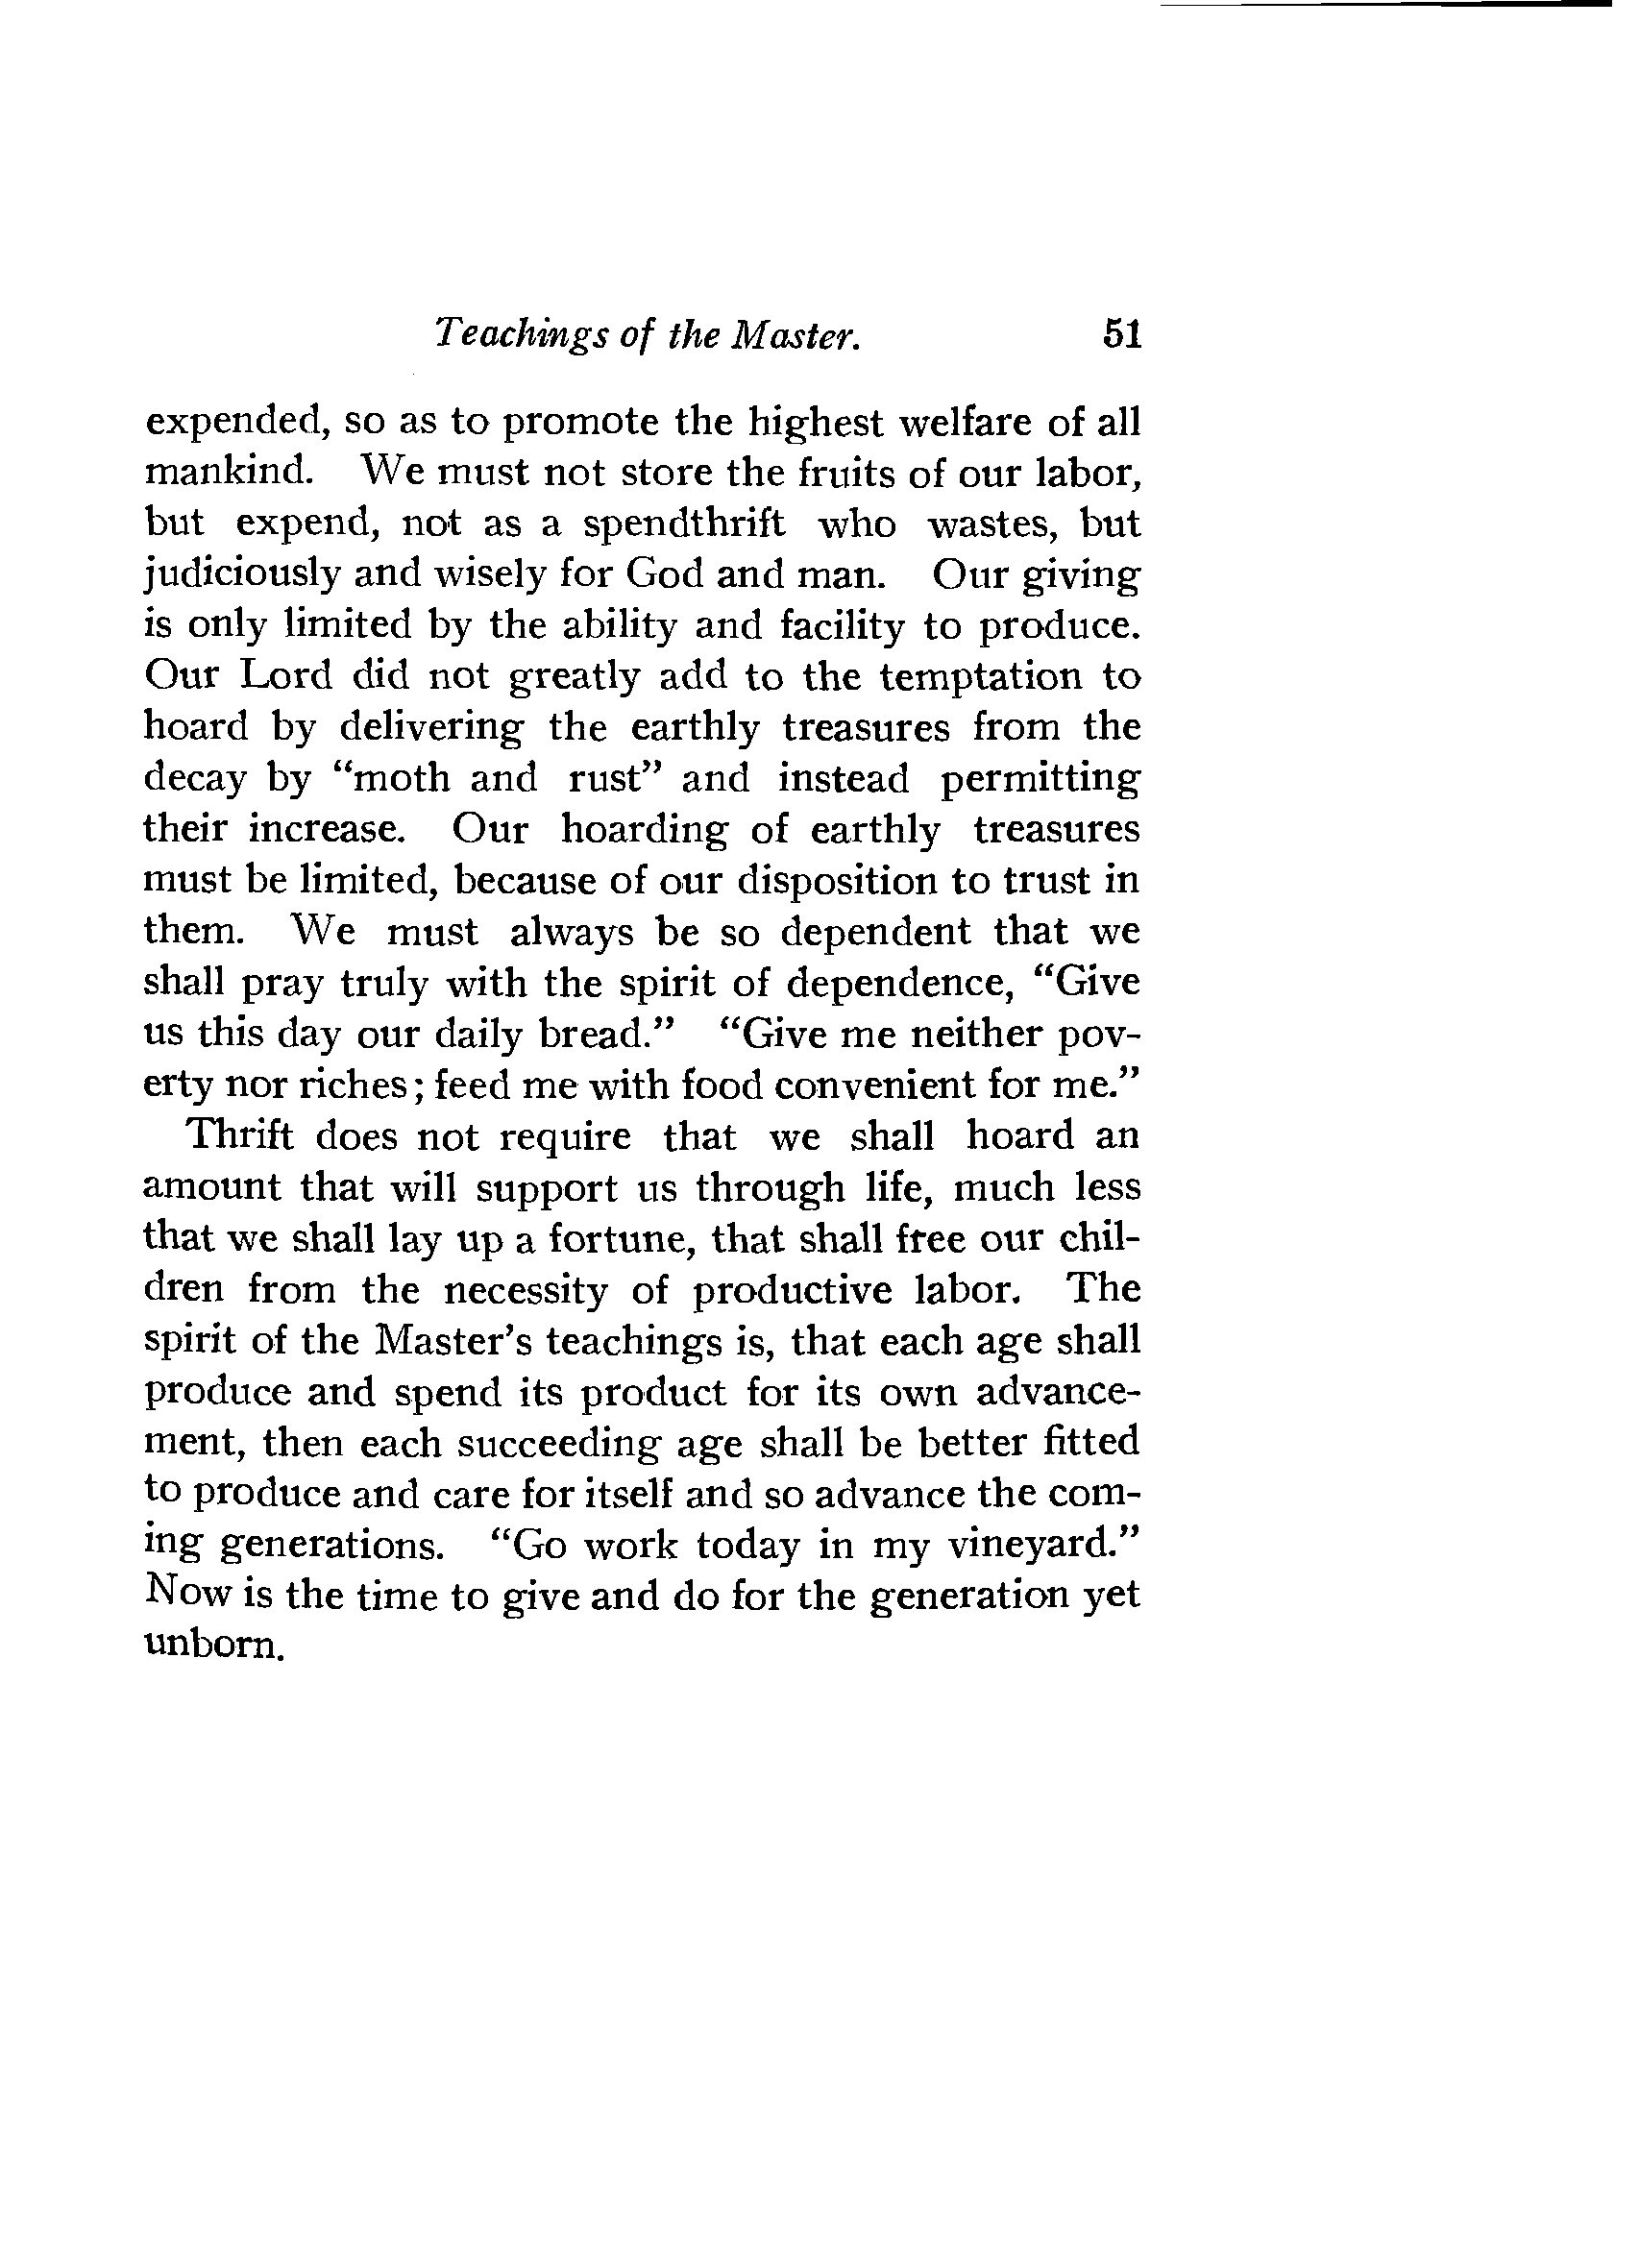 Teachings of the Master. 51
expended, so as to promote the highest welfare of all
mankind. We must not store the fruits of our labor,
but expend, not as a spendthrift who wastes, but
judiciously and wisely for God and man. Our giving
is only limited by the ability and facility to produce.
Our Lord did not greatly add to the temptation to
hoard by delivering the earthly treasures from the
decay by “moth and rust” and instead permitting
their increase. Our hoarding of earthly treasures
must be limited, because of our disposition to trust in
them. We must always be so dependent that we
shall pray truly with the spirit of dependence, “Give
us this day our daily bread.” “Give me neither pov-
erty nor riches; feed me with food convenient for me.”
Thrift does not require that we shall hoard an
amount that will support us through life, much less
that we shall lay up a fortune, that shall free our chil-
dren from the necessity of productive labor. The
spirit of the Master’s teachings is, that each age shall
produce and spend its product for its own advance-
ment, then each succeeding age shall be better fitted
to produce and care for itself and so advance the com-
ing generations. “Go work today in my vineyard.”
Now is the time to give and do for the generation yet
unborn.